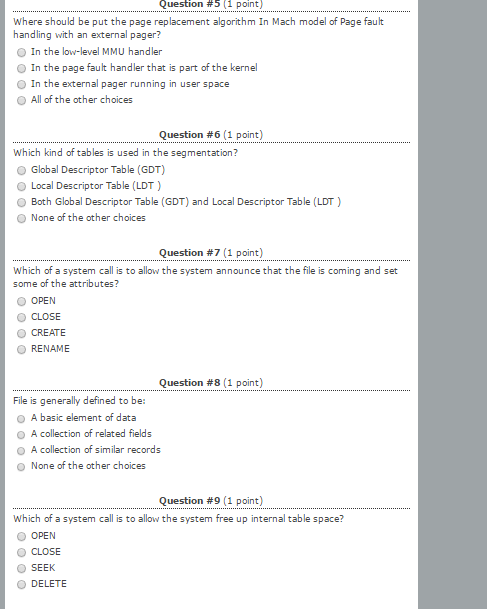 Question #5 (1 point)
Where should be put the page replacement algorithm In Mach model of Page fault
handling with an external pager?
In the low-level MMU handler
In the page fault handler that is part of the kernel
In the external pager running in user space
All of the other choices
Question #6 (1 point)
Which kind of tables is used in the segmentation?
Global Descriptor Table (GDT)
Local Descriptor Table (LDT )
Both Global Descriptor Table (GDT) and Local Descriptor Table (LDT )
None of the other choices
Question #7 (1 point)
Which of a system call is to allow the system announce that the file is coming and set
some of the attributes?
OPEN
CLOSE
CREATE
RENAME
Question #8 (1 point)
File is generally defined to be:
A basic element of data
A collection of related fields
A collection of similar records
None of the other choices
Question #9 (1 point)
Which of a system call is to allow the system free up internal table space?
OPEN
CLOSE
SEEK
DELETE